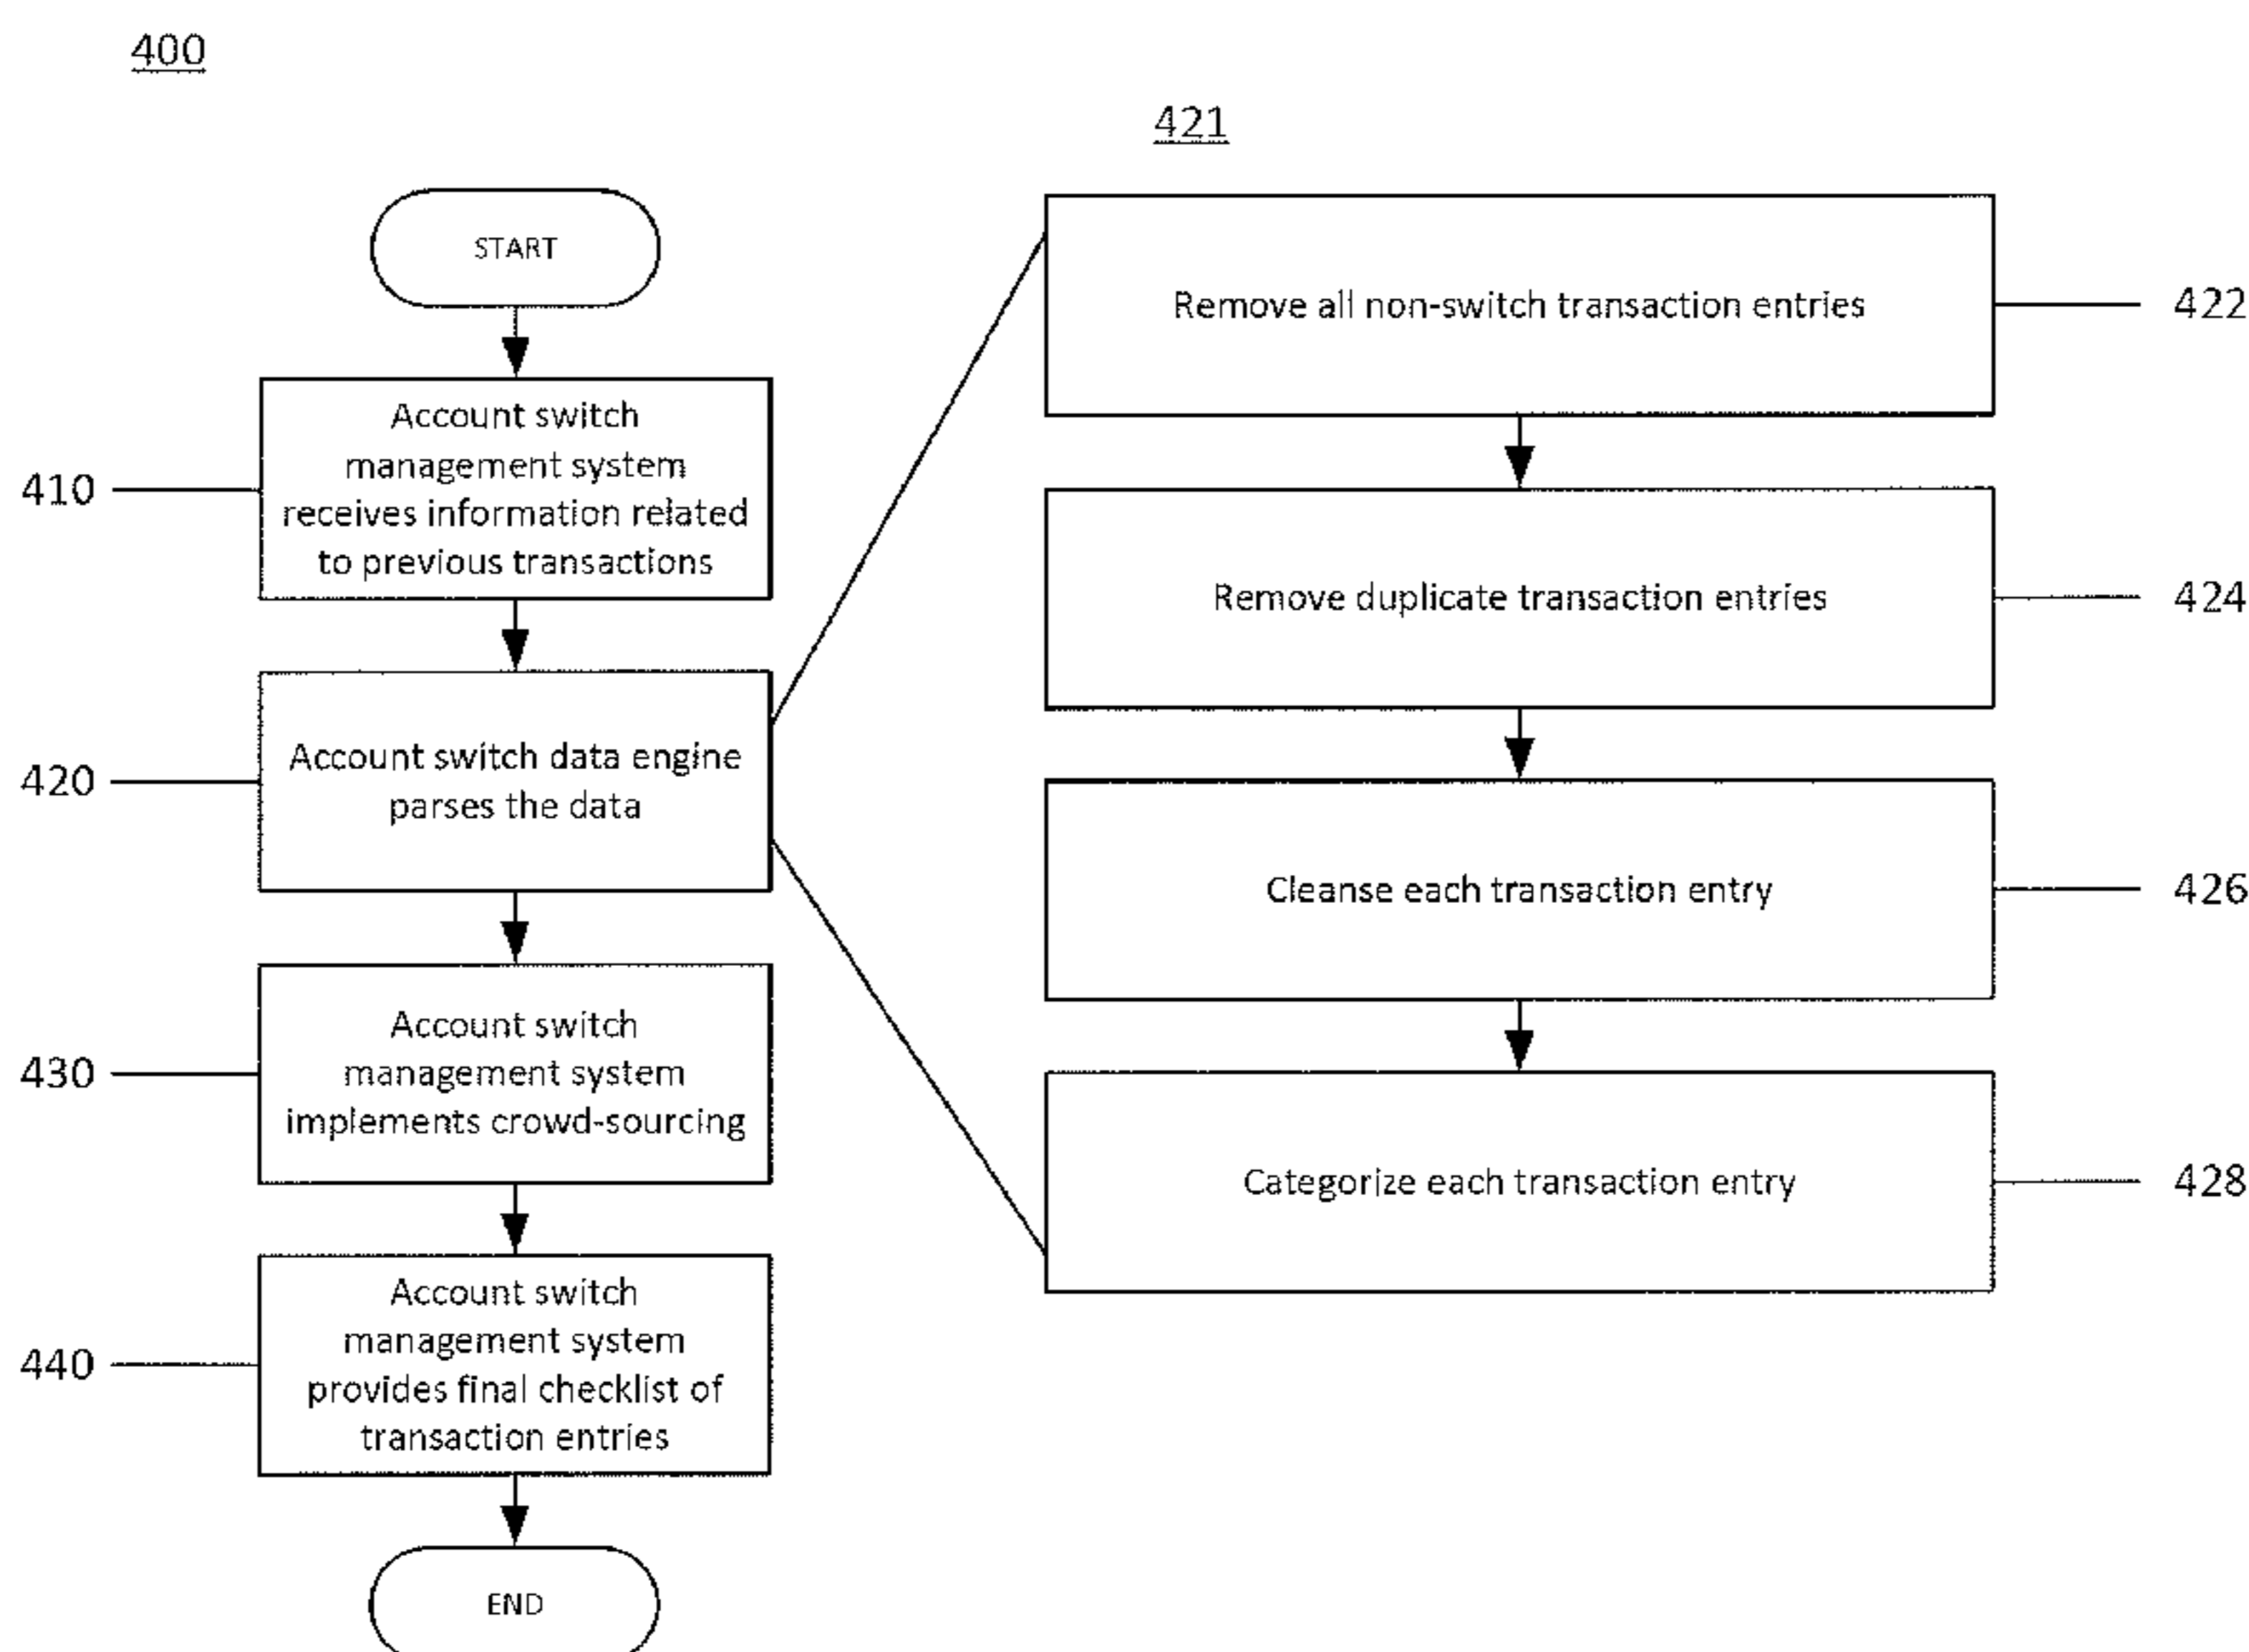 400
421
START
410
Account switch
management system
receives information related
to previous transactions
420
Account switch data engine
parses the data
430
Account switch
management system
implements crowd-sourcing
440
Account switch
management system
provides final checklist of
transaction entries
END
Remove all non-switch transaction entries
422
Remove duplicate transaction entries
424
Cleanse each transaction entry
426
Categorize each transaction entry
428